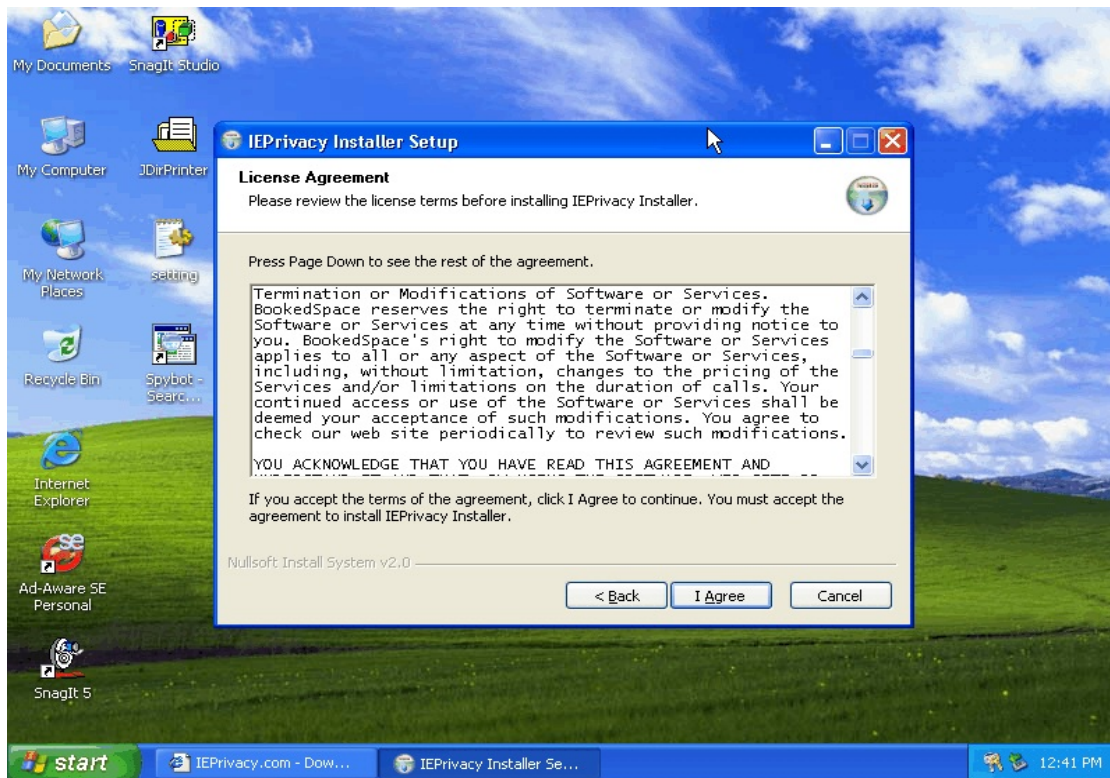 My Documents
SnagIt Studio
My Computer
JDirPrinter
My Network
Places
setting
Recycle Bin
Spybot -
Searc...
Internet
Explorer
Ad-Aware SE
Personal
SnagIt 5
IEPrivacy Installer Setup
License Agreement
Please review the license terms before installing IEPrivacy Installer.
Press Page Down to see the rest of the agreement.
Termination or Modifications of Software or Services.
BookedSpace reserves the right to terminate or modify the
Software or Services at any time without providing notice to
you. BookedSpace's right to modify the Software or Services
applies to all or any aspect of the Software or Services,
including, without limitation, changes to the pricing of the
Services and/or limitations on the duration of calls. Your
continued access or use of the Software or Services shall be
deemed your acceptance of such modifications. You agree to
check our web site periodically to review such modifications.
YOU ACKNOWLEDGE THAT YOU HAVE READ THIS AGREEMENT AND
If you accept the terms of the agreement, click I Agree to continue. You must accept the
agreement to install IEPrivacy Installer.
Nullsoft Install System v2.0
< Back
I Agree
Cancel
start
IEPrivacy.com - Dow...
IEPrivacy Installer Se...
12:41 PM